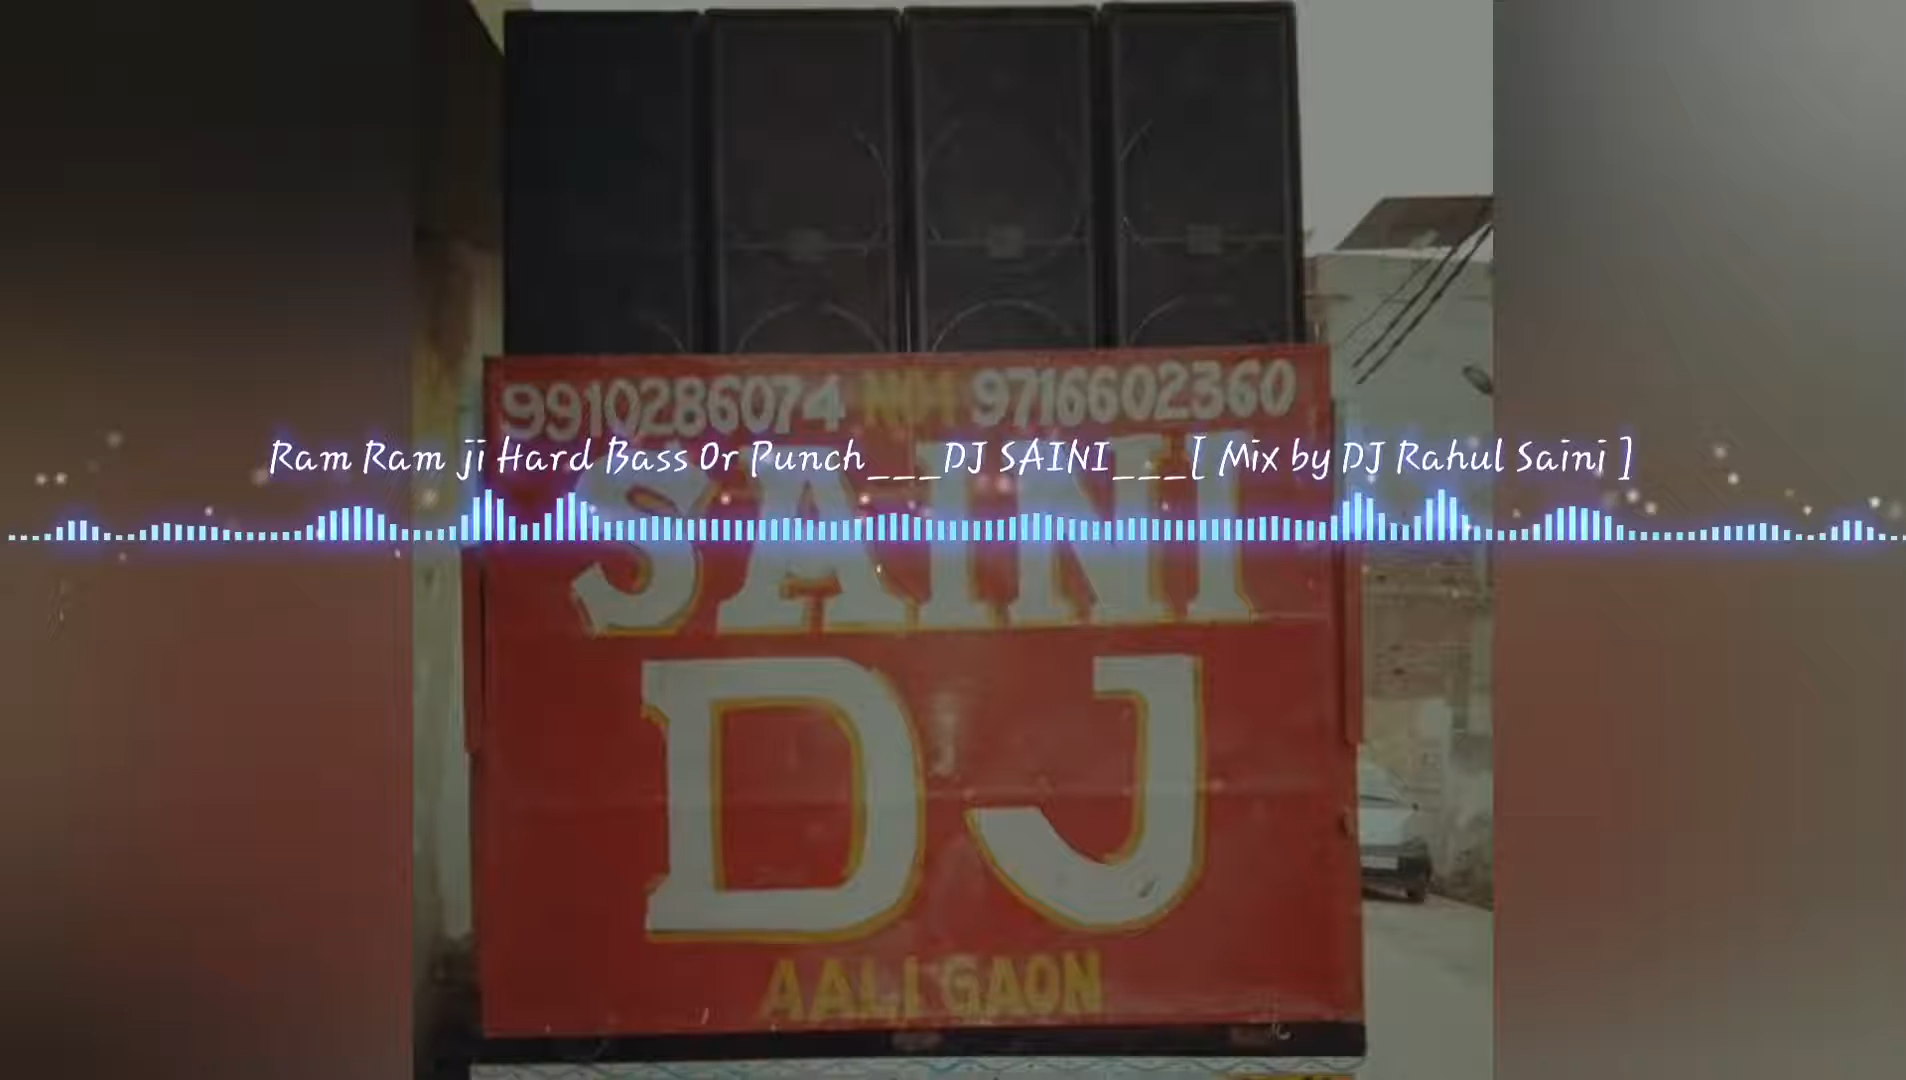 9910286074 9716602360
Ram Ram ji Hard Bass Or Punch___DJ SAINI___[ Mix by DJ Rahul Saini ]
SAINI
DJ
AALI GAON